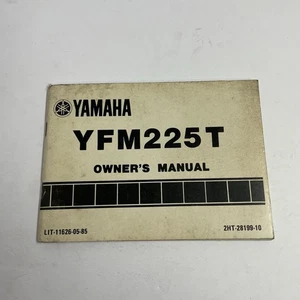 YAMAHA
YFM225T
OWNER'S MANUAL
LIT-11626-05-85 2HT-28199-10